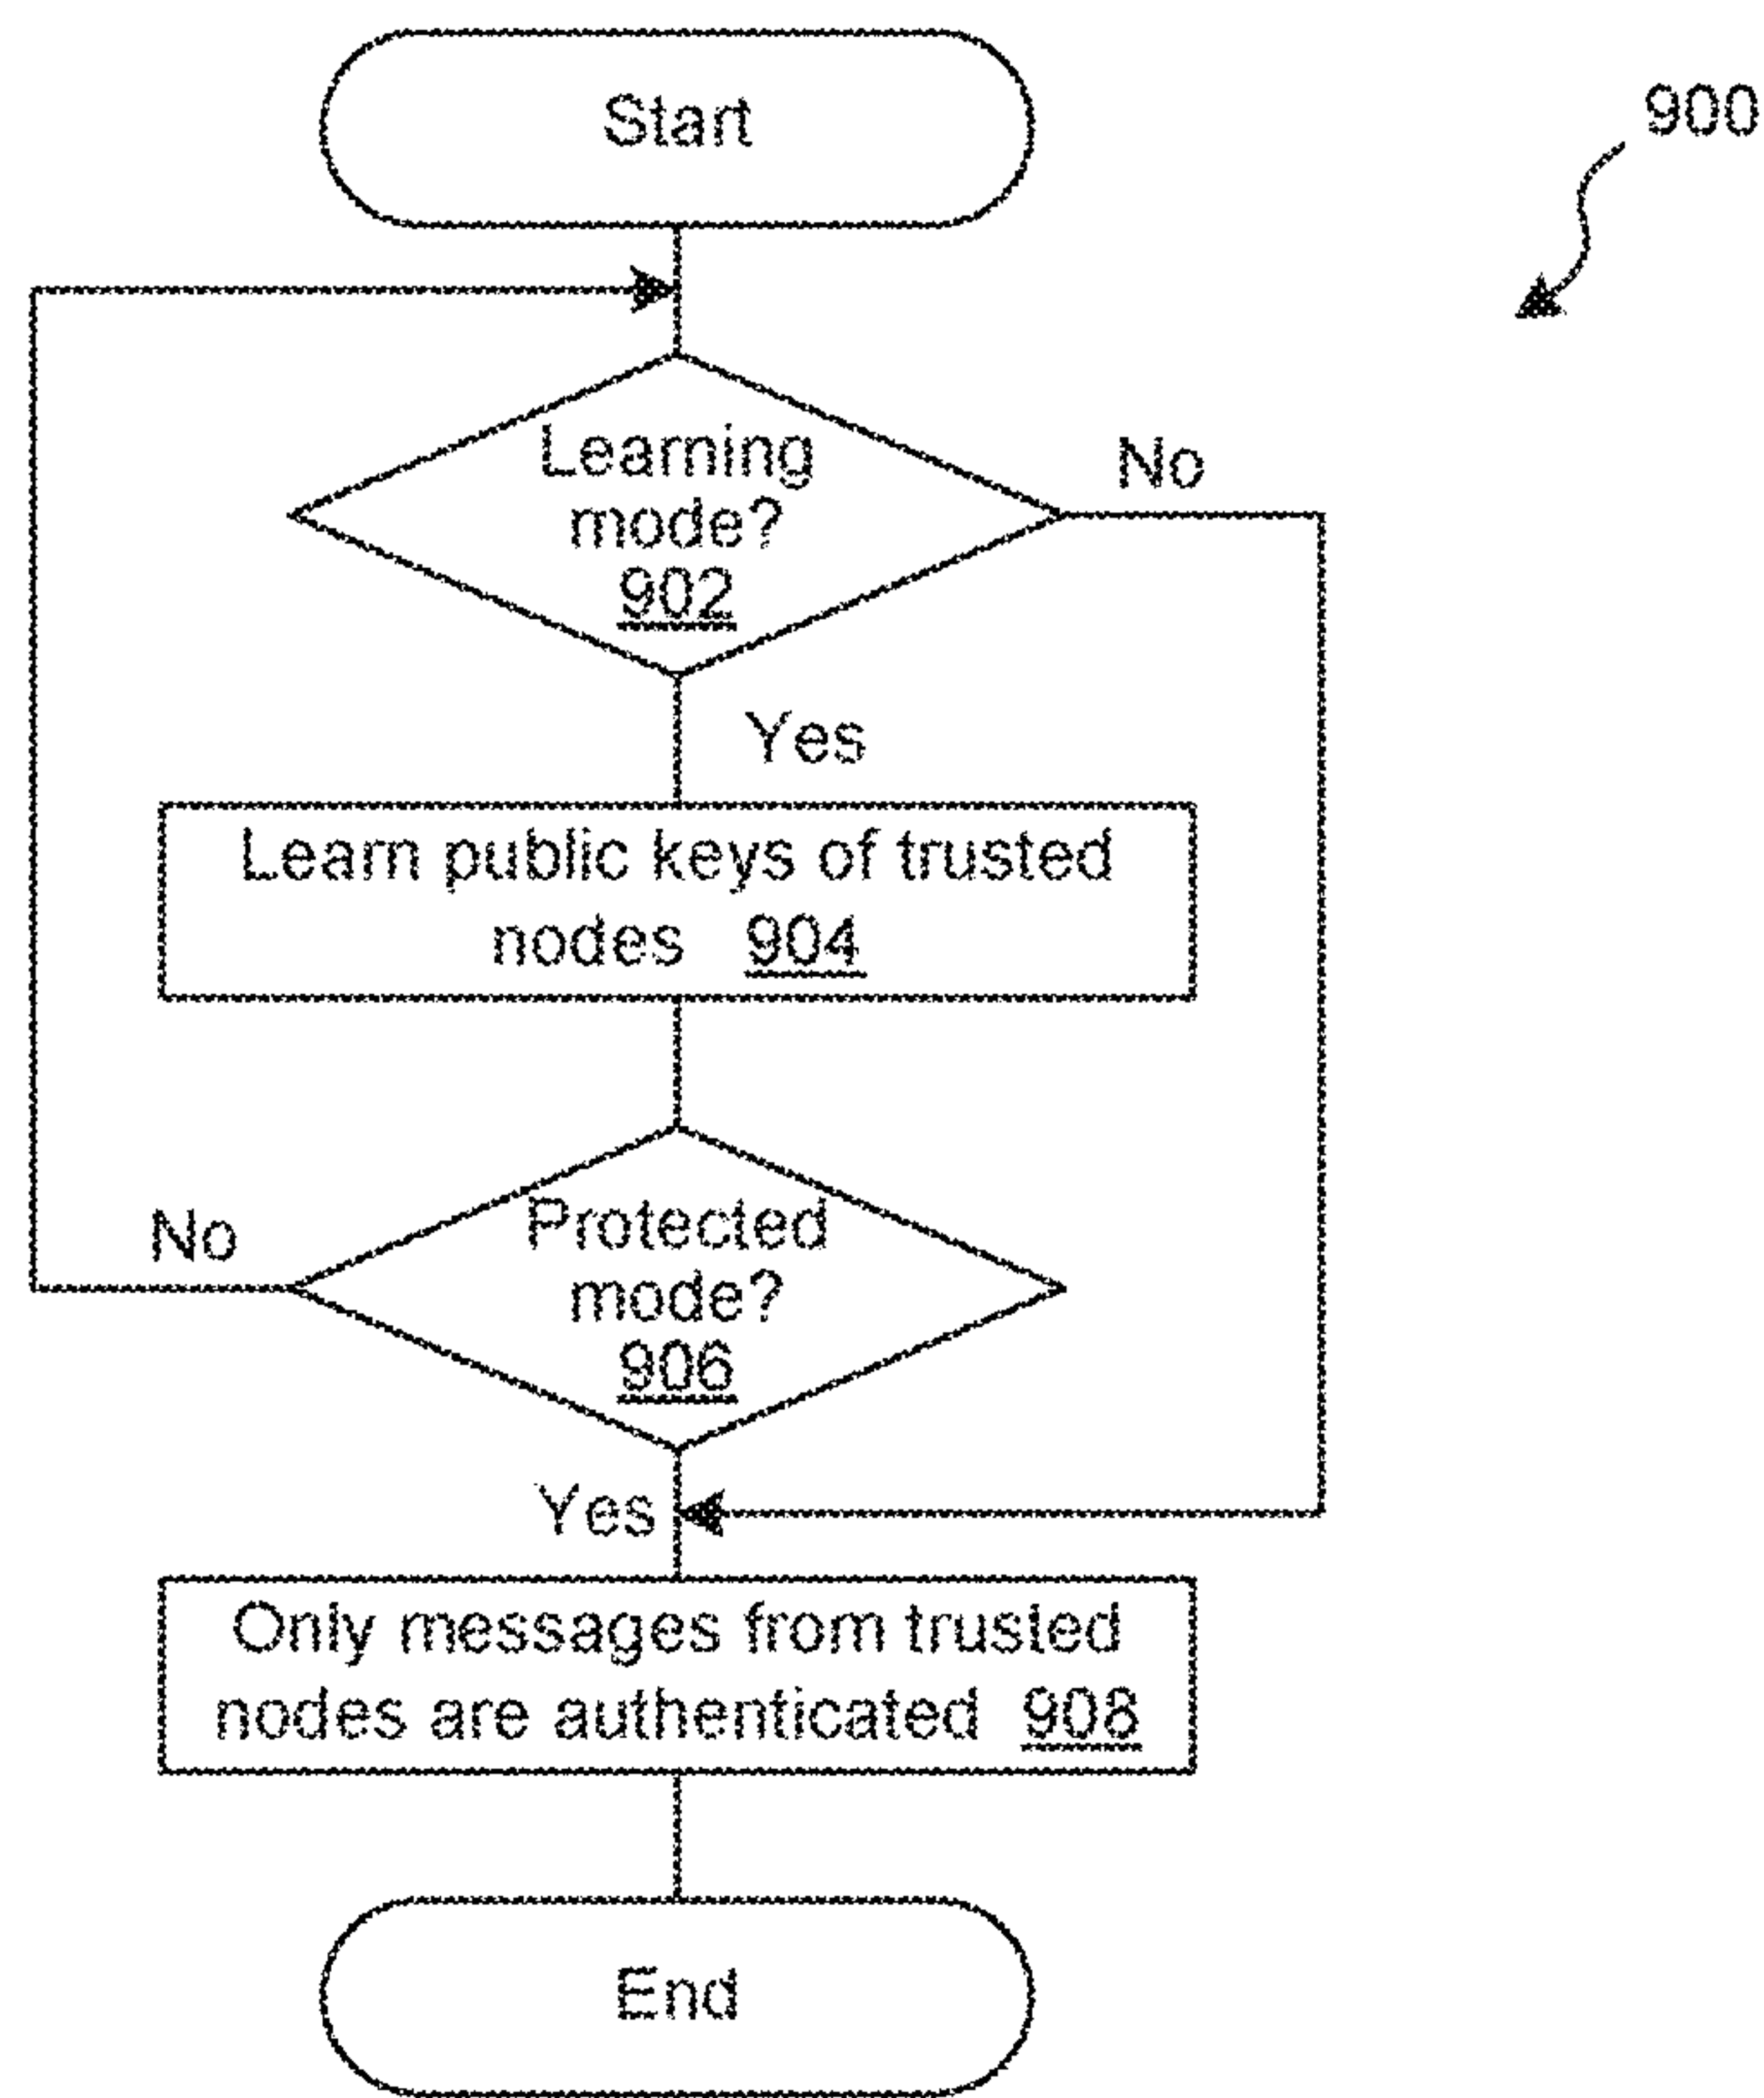 Start
900
Learning
mode?
902
No
Yes
Learn public keys of trusted
nodes 904
No
Protected
mode?
906
Yes
Only messages from trusted
nodes are authenticated 908
End